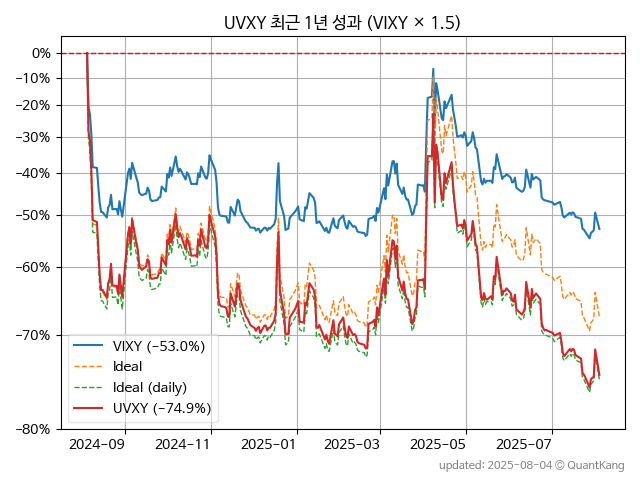 UVXY 최근 1년 성과 (VIXY × 1.5)
0%
−10%
−20%
−30%
−40%
−50%
−60%
−70%
−80%
VIXY (−53.0%)
Ideal
Ideal (daily)
UVXY (−74.9%)
2024-09 2024-11 2025-01 2025-03 2025-05 2025-07
updated: 2025-08-04 © QuantKang